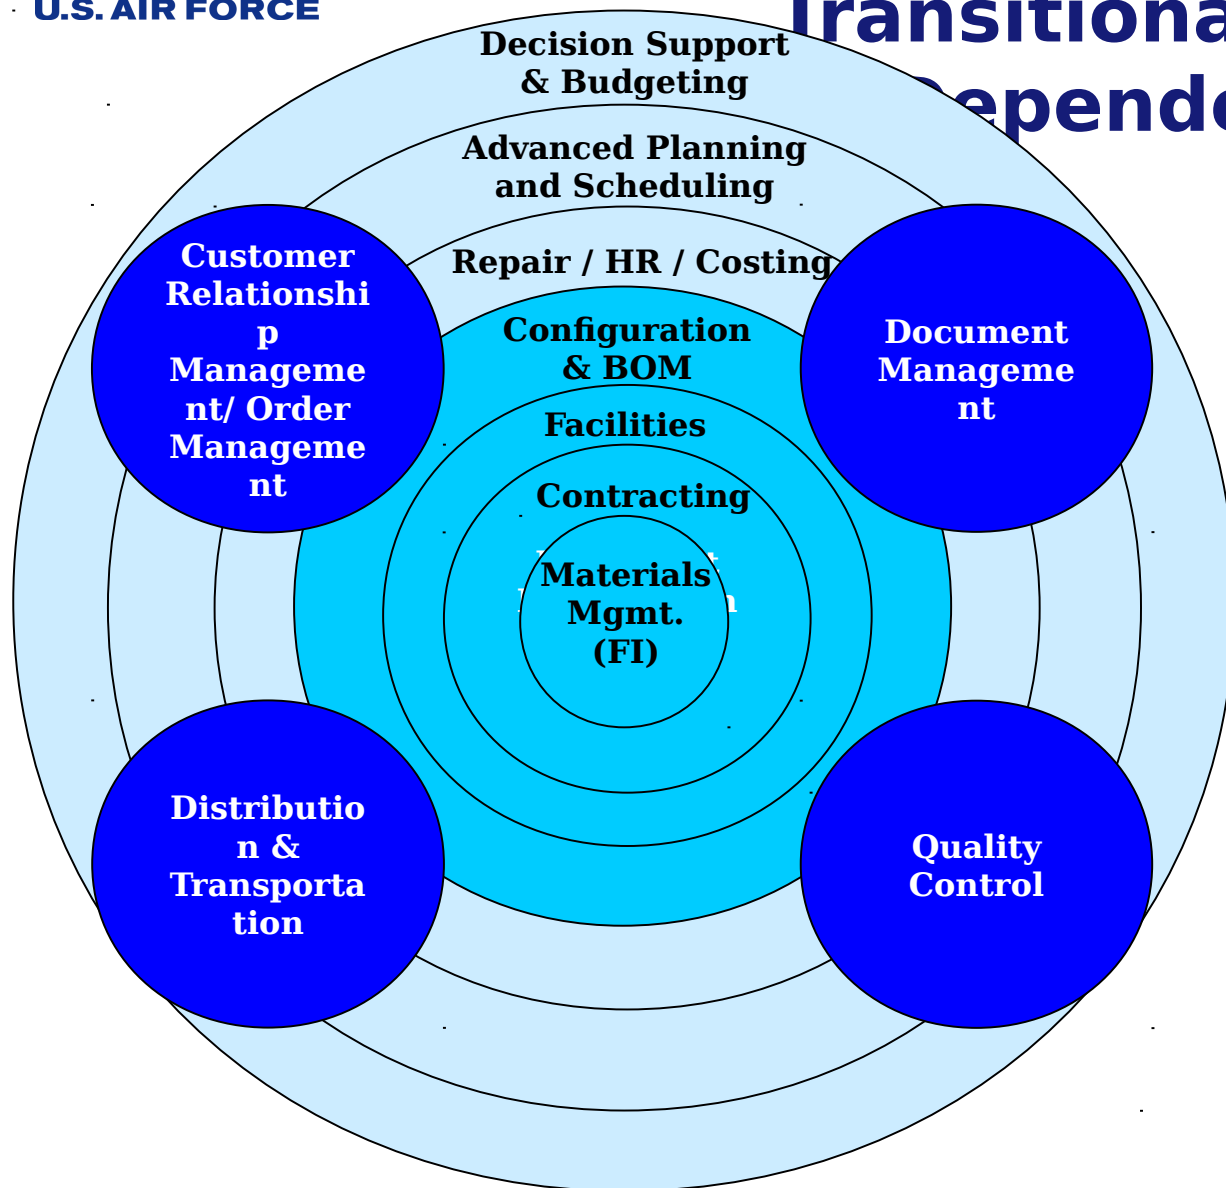 U.S. AIR FORCE
Transitiona
Depende
Decision Support
& Budgeting
Advanced Planning
and Scheduling
Repair / HR / Costing
Customer
Relationshi
p
Manageme
nt/ Order
Manageme
nt
Document
Manageme
nt
Configuration
& BOM
Facilities
Contracting
Materials
Mgmt.
(FI)
Distributio
n &
Transporta
tion
Quality
Control